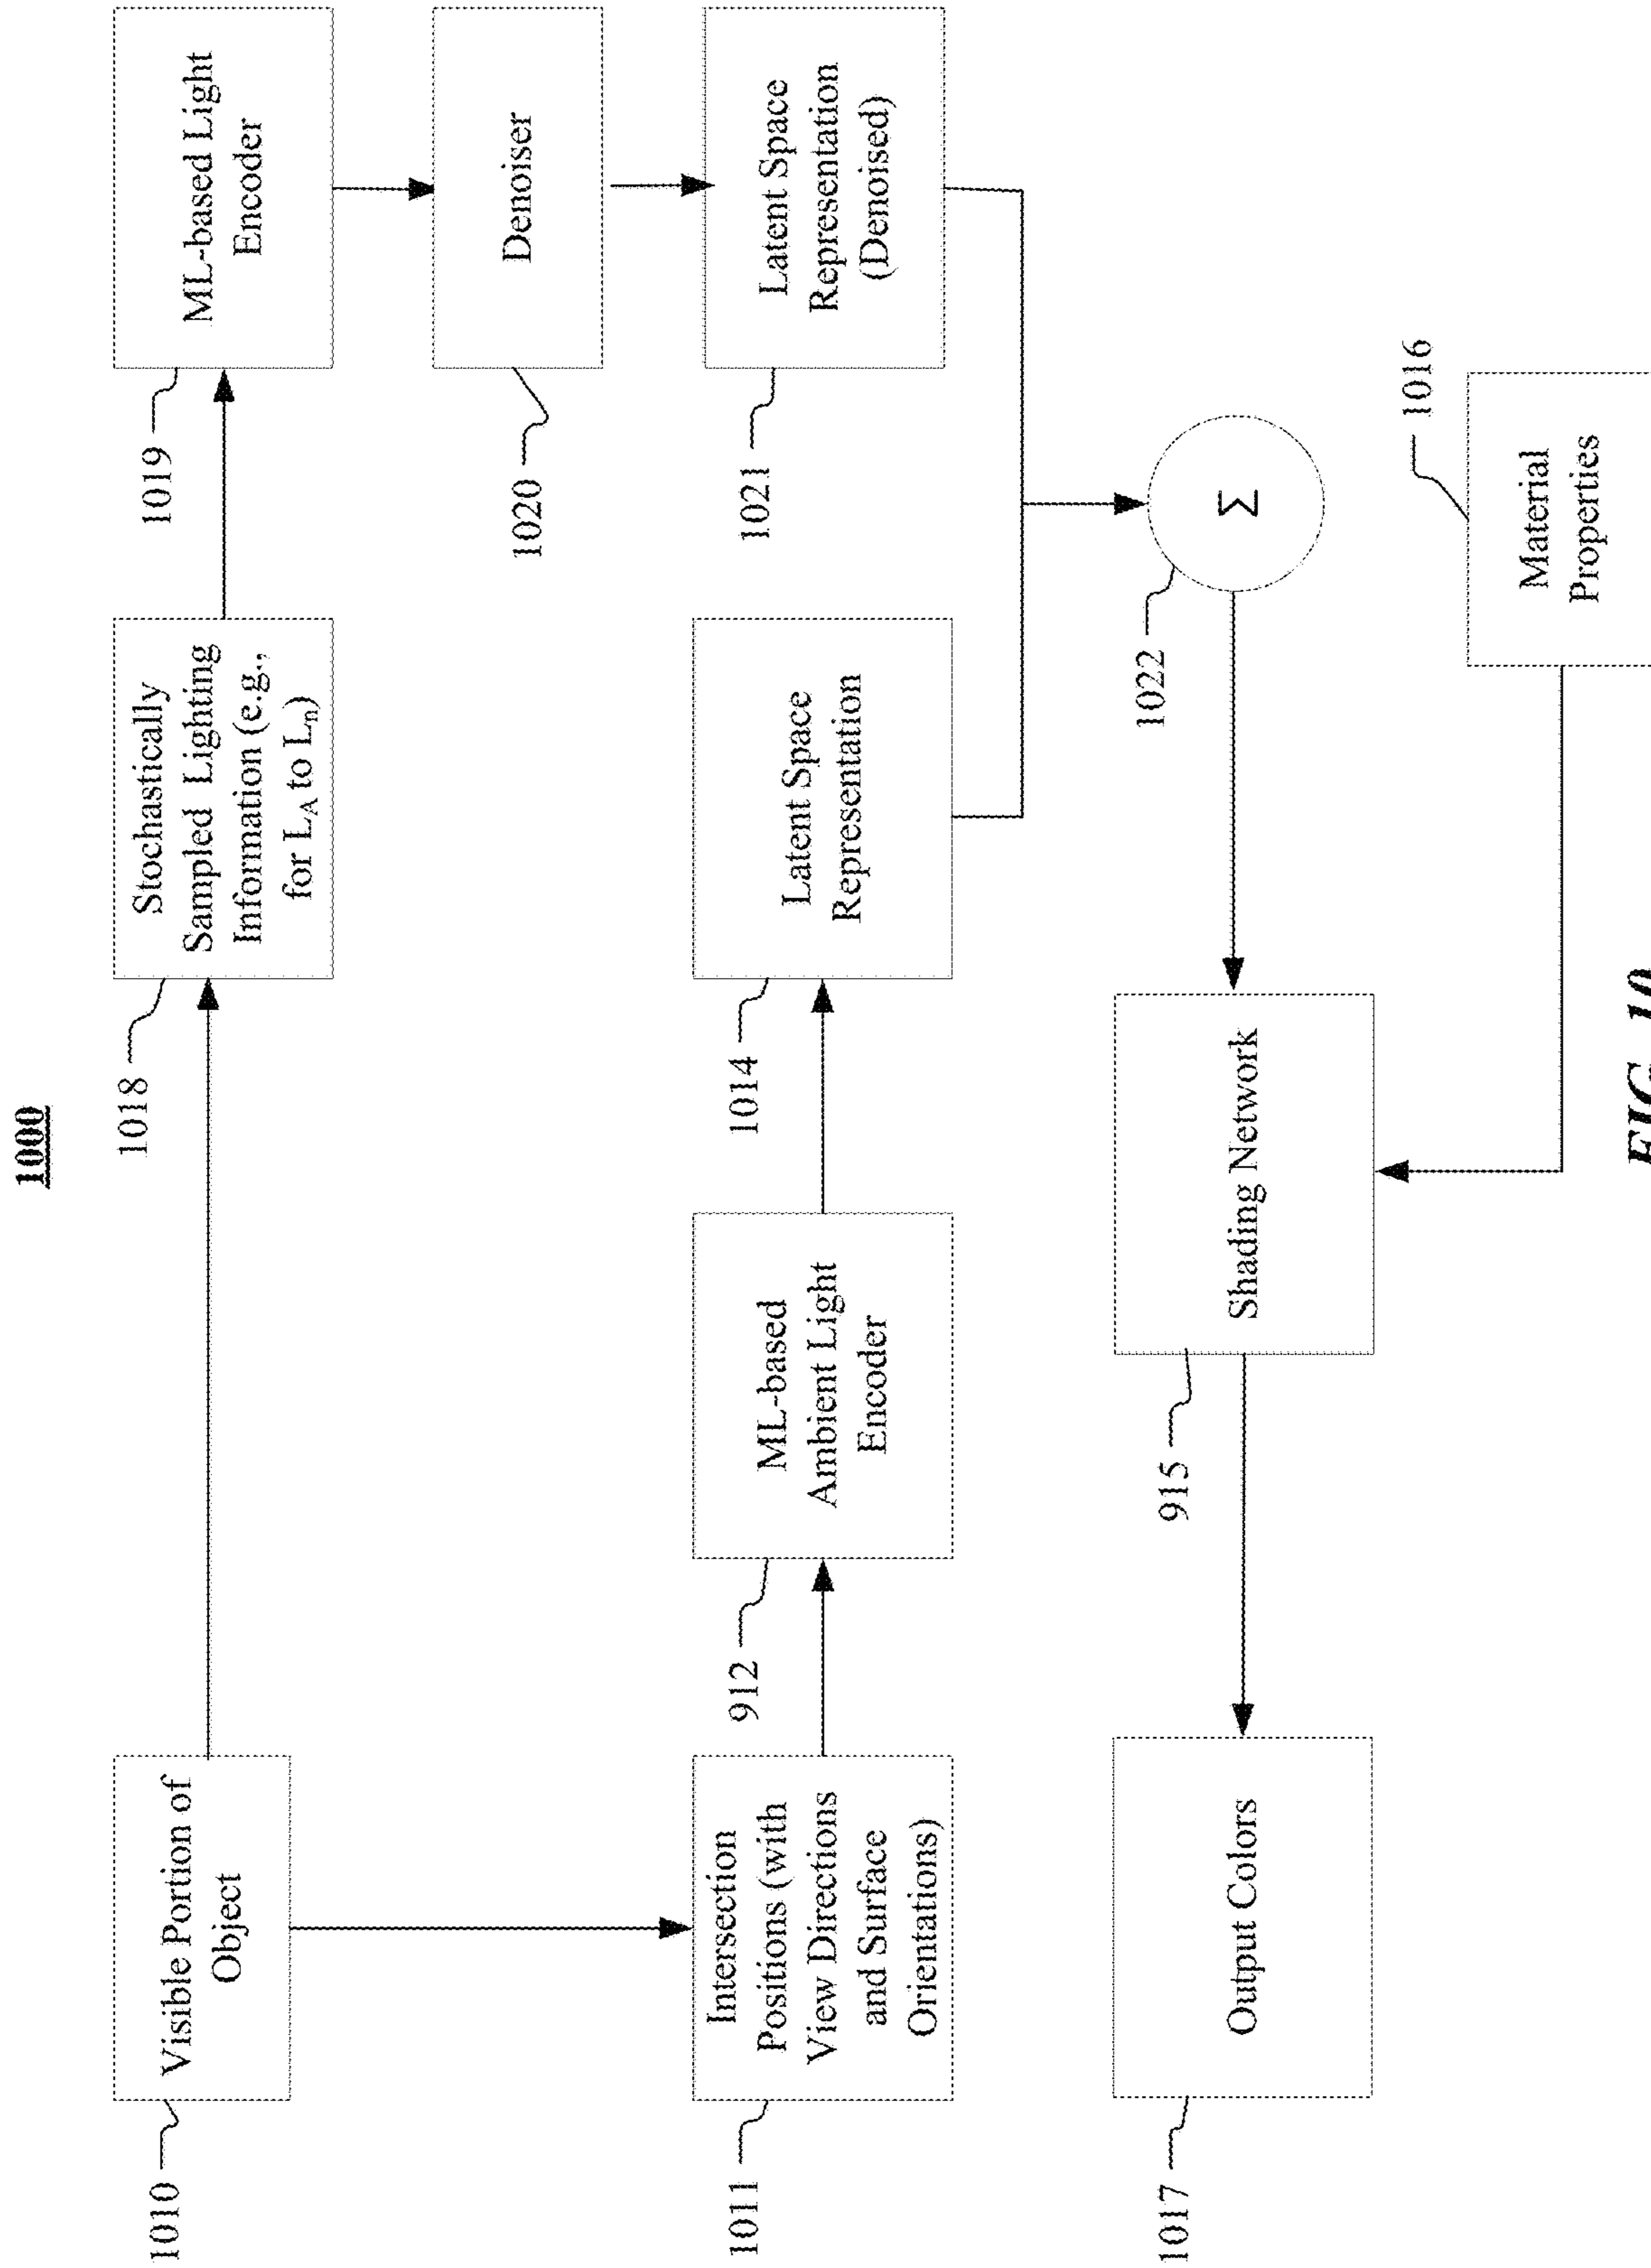 1000
1010
Visible Portion of
Object
1018
Stochastically
Sampled Lighting
Information (e.g.,
for LA to Ln)
1019
ML-based Light
Encoder
1020
Denoiser
1011
Intersection
Positions (with
View Directions
and Surface
Orientations)
912
ML-based
Ambient Light
Encoder
1014
Latent Space
Representation
1021
Latent Space
Representation
(Denoised)
1022
Σ
1017
Output Colors
915
Shading Network
1016
Material
Properties
FIG. 10